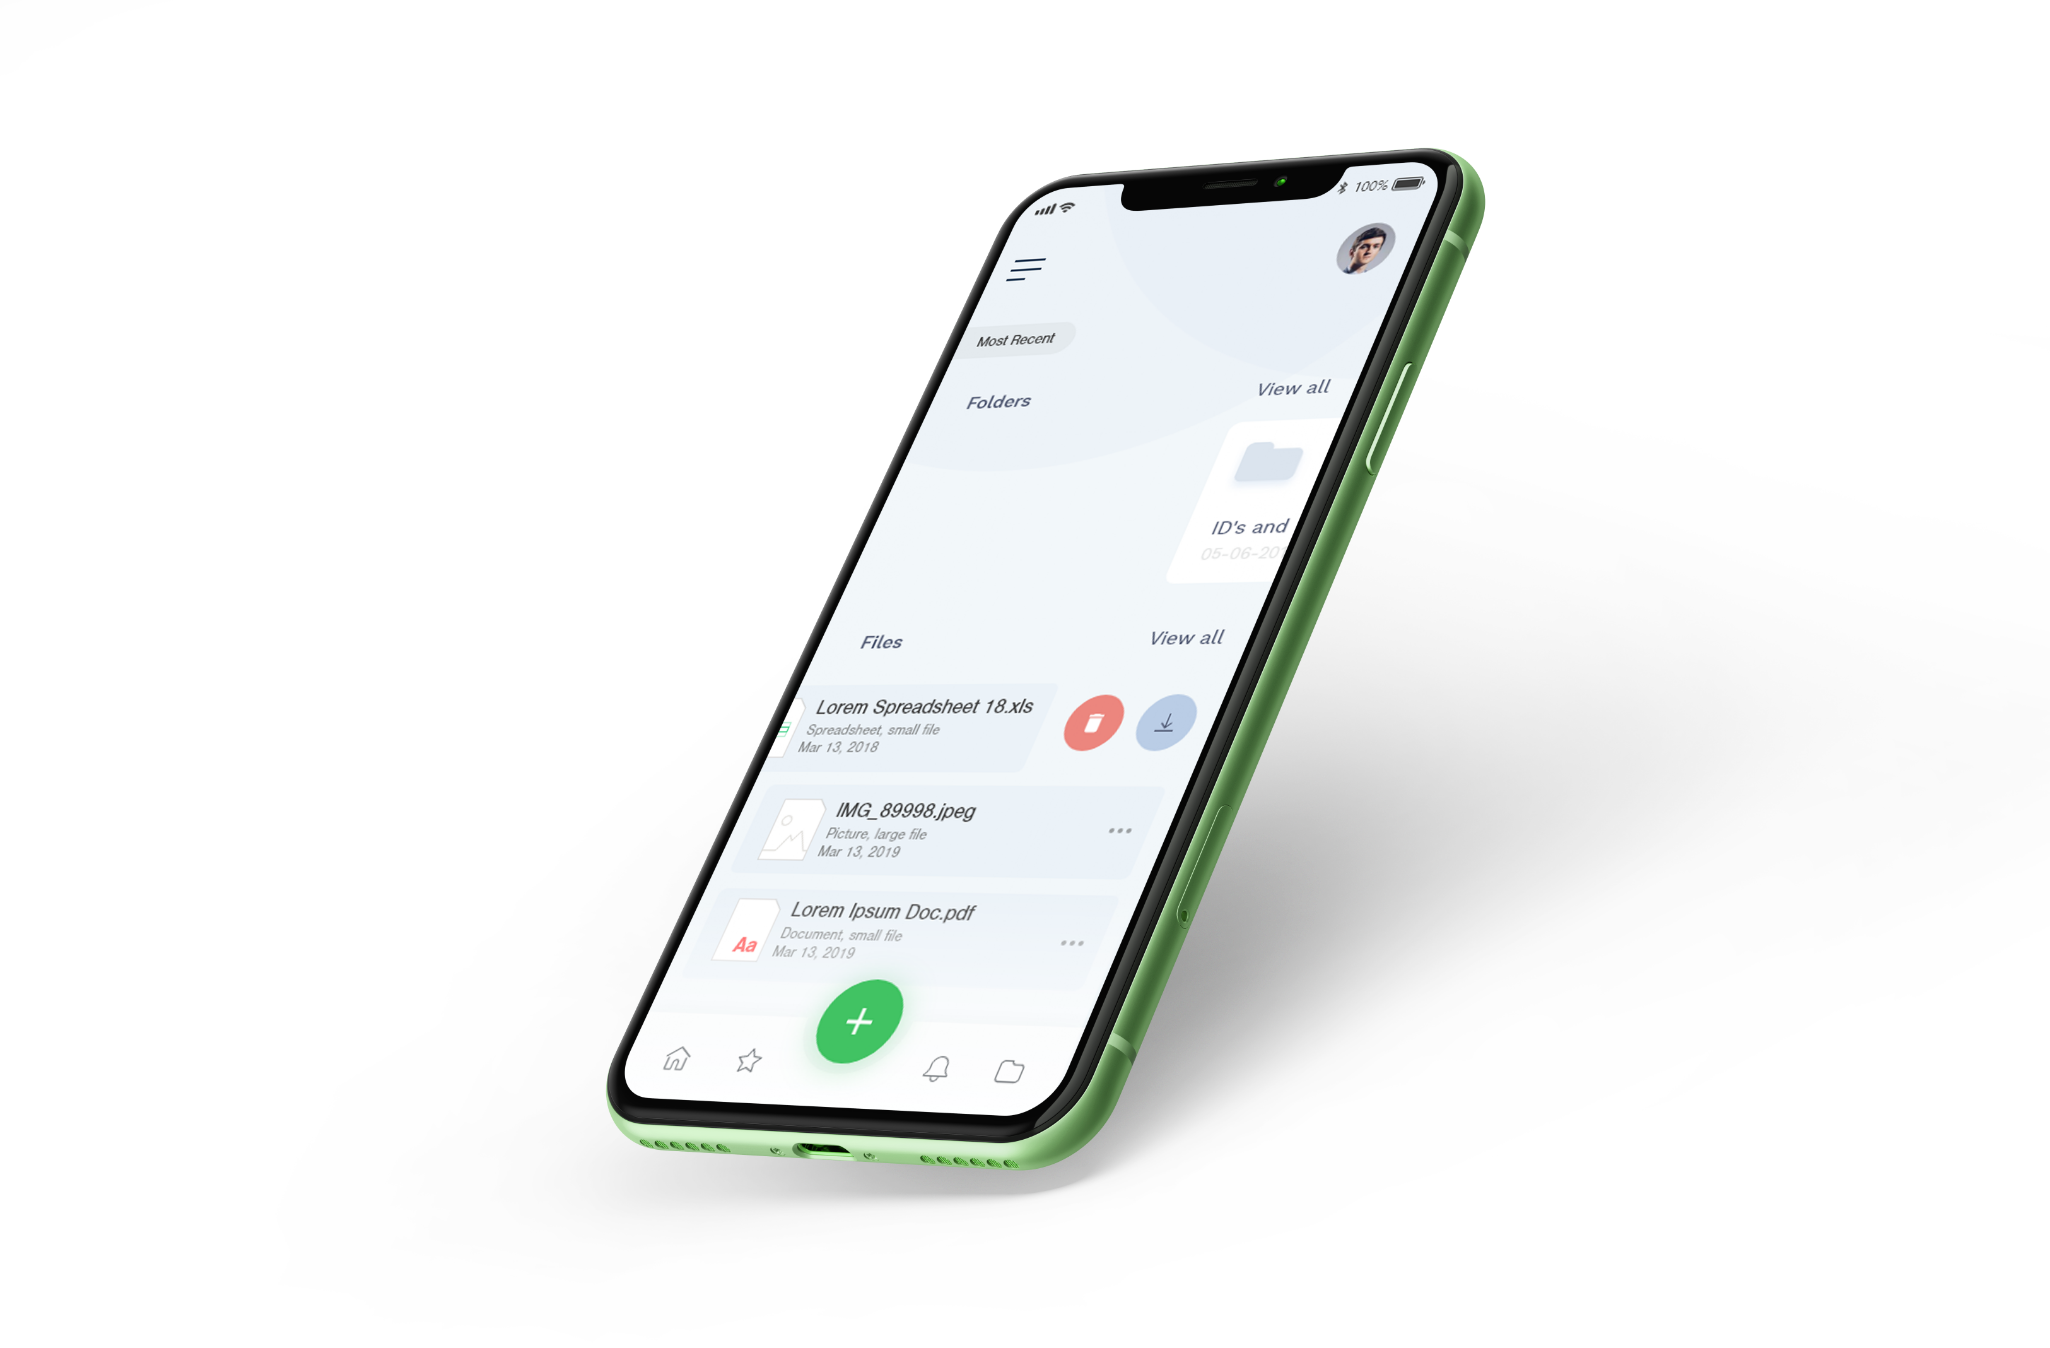 100%
Most Recent
Folders
View all
ID's and
05-06-201
Files
View all
Lorem Spreadsheet 18.xls
Spreadsheet, small file
Mar 13, 2018
IMG_89998.jpeg
Picture, large file
Mar 13, 2019
Lorem Ipsum Doc.pdf
Document, small file
Mar 13, 2019
Aa